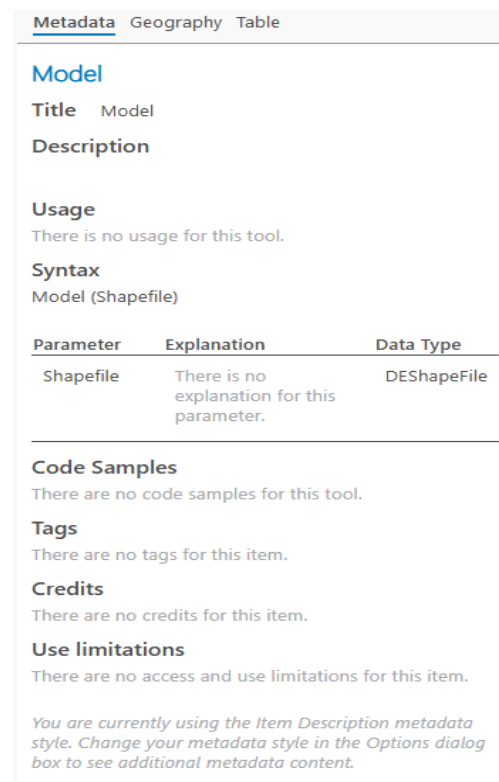 Metadata Geography Table
Model
Title Model
Description
Usage
There is no usage for this tool.
Syntax
Model (Shapefile)
Parameter Explanation Data Type
Shapefile There is no DEShapeFile
explanation for this
parameter.
Code Samples
There are no code samples for this tool.
Tags
There are no tags for this item.
Credits
There are no credits for this item.
Use limitations
There are no access and use limitations for this item.
You are currently using the Item Description metadata
style. Change your metadata style in the Options dialog
box to see additional metadata content.